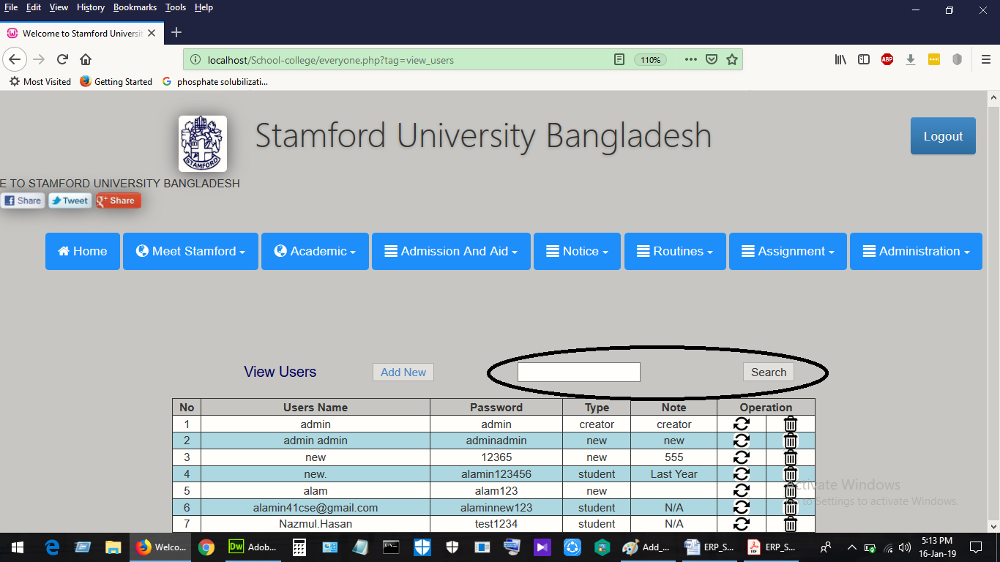 File Edit View History Bookmarks Tools Help
Welcome to Stamford Universit
localhost/School-college/everyone.php?tag=view_users 110%
ABP
Most Visited Getting Started phosphate solubilizati...
STAMFORD
Stamford University Bangladesh
Logout
E TO STAMFORD UNIVERSITY BANGLADESH
Share Tweet Share
Home Meet Stamford Academic Admission And Aid Notice Routines Assignment Administration
View Users Add New Search
No Users Name Password Type Note Operation
1 admin admin creator creator
2 admin admin adminadmin new new
3 new 12365 new 555
4 new. alamin123456 student Last Year
5 alam alam123 new
6 alamin41cse@gmail.com alaminnew123 student N/A
7 Nazmul.Hasan test1234 student N/A
Activate Windows
Go to Settings to activate Windows.
Welco... Dw Adob... Add_... ERP_S... ERP_S... 5:13 PM
16-Jan-19